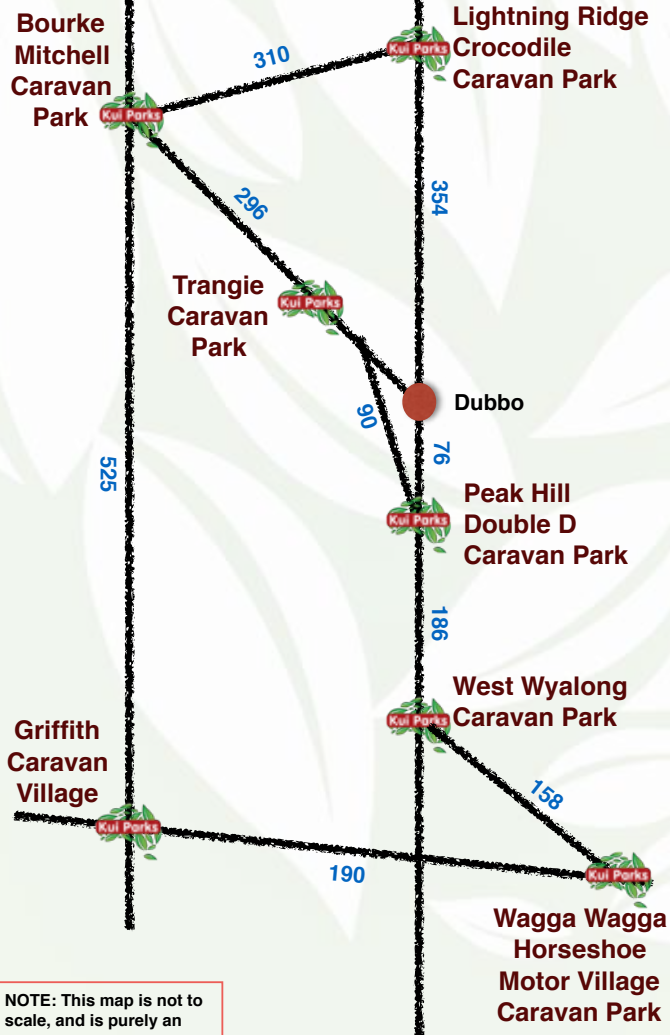 Bourke
Mitchell
Caravan
Park
Kui Parks
310
Kui Parks
Lightning Ridge
Crocodile
Caravan Park
296
354
Trangie
Caravan
Park
Kui Parks
Dubbo
90
76
525
Kui Parks
Peak Hill
Double D
Caravan Park
186
Kui Parks
West Wyalong
Caravan Park
Griffith
Caravan
Village
Kui Parks
158
190
Kui Parks
Wagga Wagga
Horseshoe
Motor Village
Caravan Park
NOTE: This map is not to
scale, and is purely an